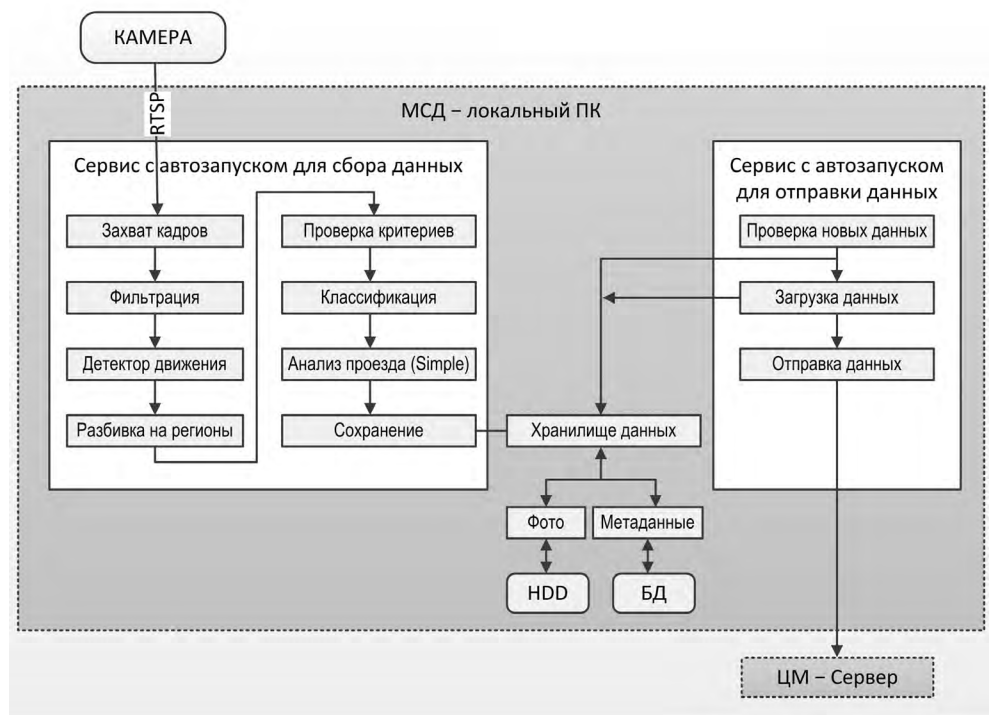 КАМЕРА
RTSP
МСД – локальный ПК
Сервис с автозапуском для сбора данных
Захват кадров
Фильтрация
Детектор движения
Разбивка на регионы
Проверка критериев
Классификация
Анализ проезда (Simple)
Сохранение
Хранилище данных
Фото
Метаданные
HDD
БД
Сервис с автозапуском
для отправки данных
Проверка новых данных
Загрузка данных
Отправка данных
ЦМ – Сервер